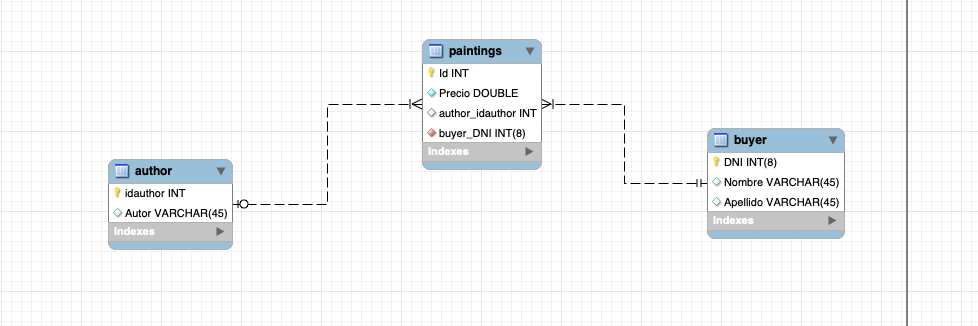 paintings
Id INT
Precio DOUBLE
author_idauthor INT
buyer_DNI INT(8)
Indexes
author
idauthor INT
Autor VARCHAR(45)
Indexes
buyer
DNI INT(8)
Nombre VARCHAR(45)
Apellido VARCHAR(45)
Indexes